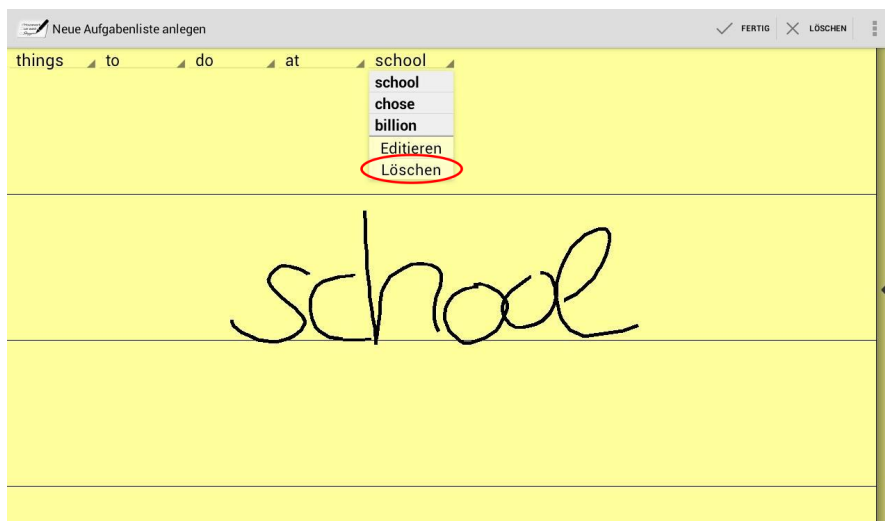 Neue Aufgabenliste anlegen FERTIG LÖSCHEN
things to do at school
school
chose
billion
Editieren
Löschen
school